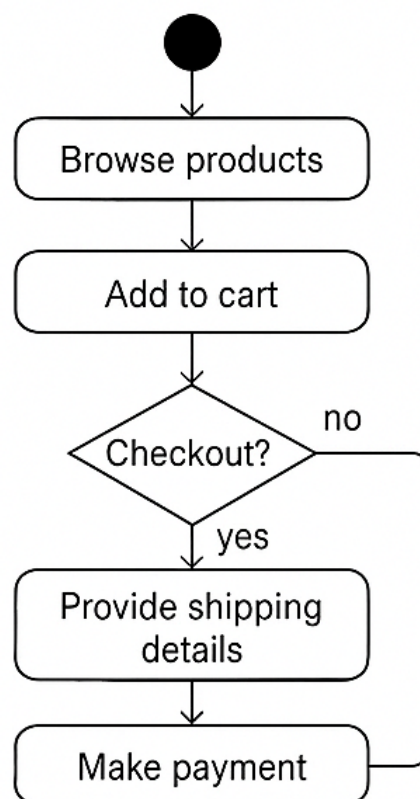 Browse products
Add to cart
Checkout?
no
yes
Provide shipping
details
Make payment